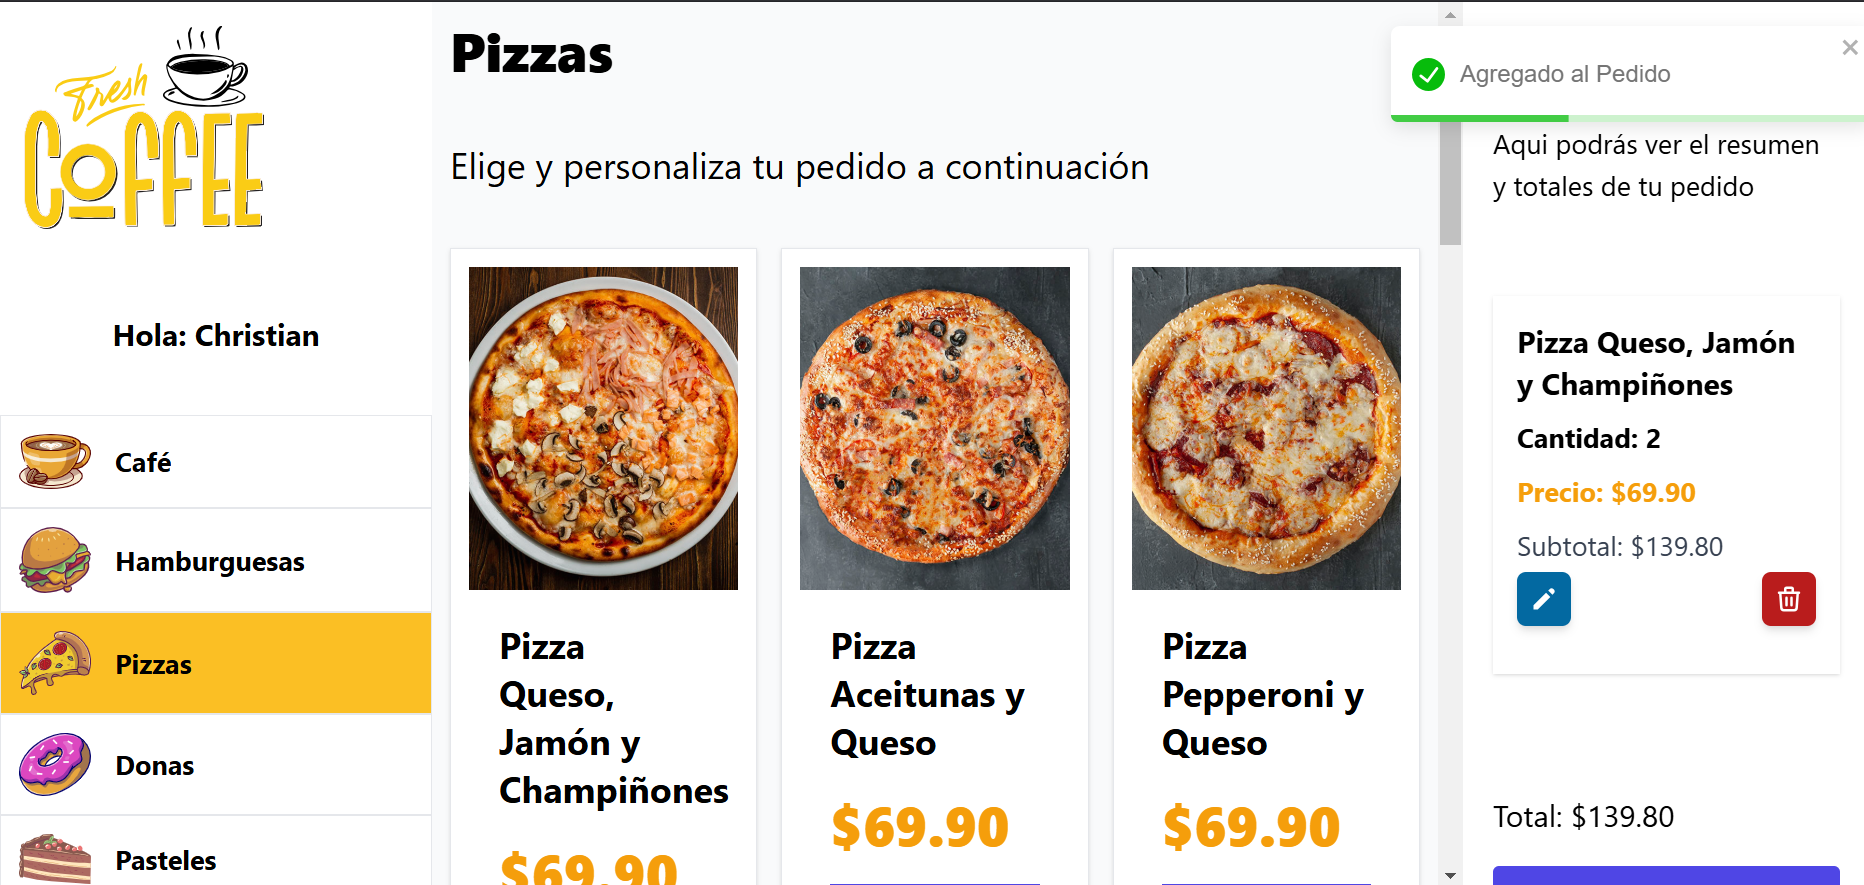 Fresh
COFFEE
Hola: Christian
Café
Hamburguesas
Pizzas
Donas
Pasteles
Pizzas
Elige y personaliza tu pedido a continuación
Pizza
Queso,
Jamón y
Champiñones
$69.90
Pizza
Aceitunas y
Queso
$69.90
Pizza
Pepperoni y
Queso
$69.90
Agregado al Pedido
Aqui podrás ver el resumen
y totales de tu pedido
Pizza Queso, Jamón
y Champiñones
Cantidad: 2
Precio: $69.90
Subtotal: $139.80
Total: $139.80